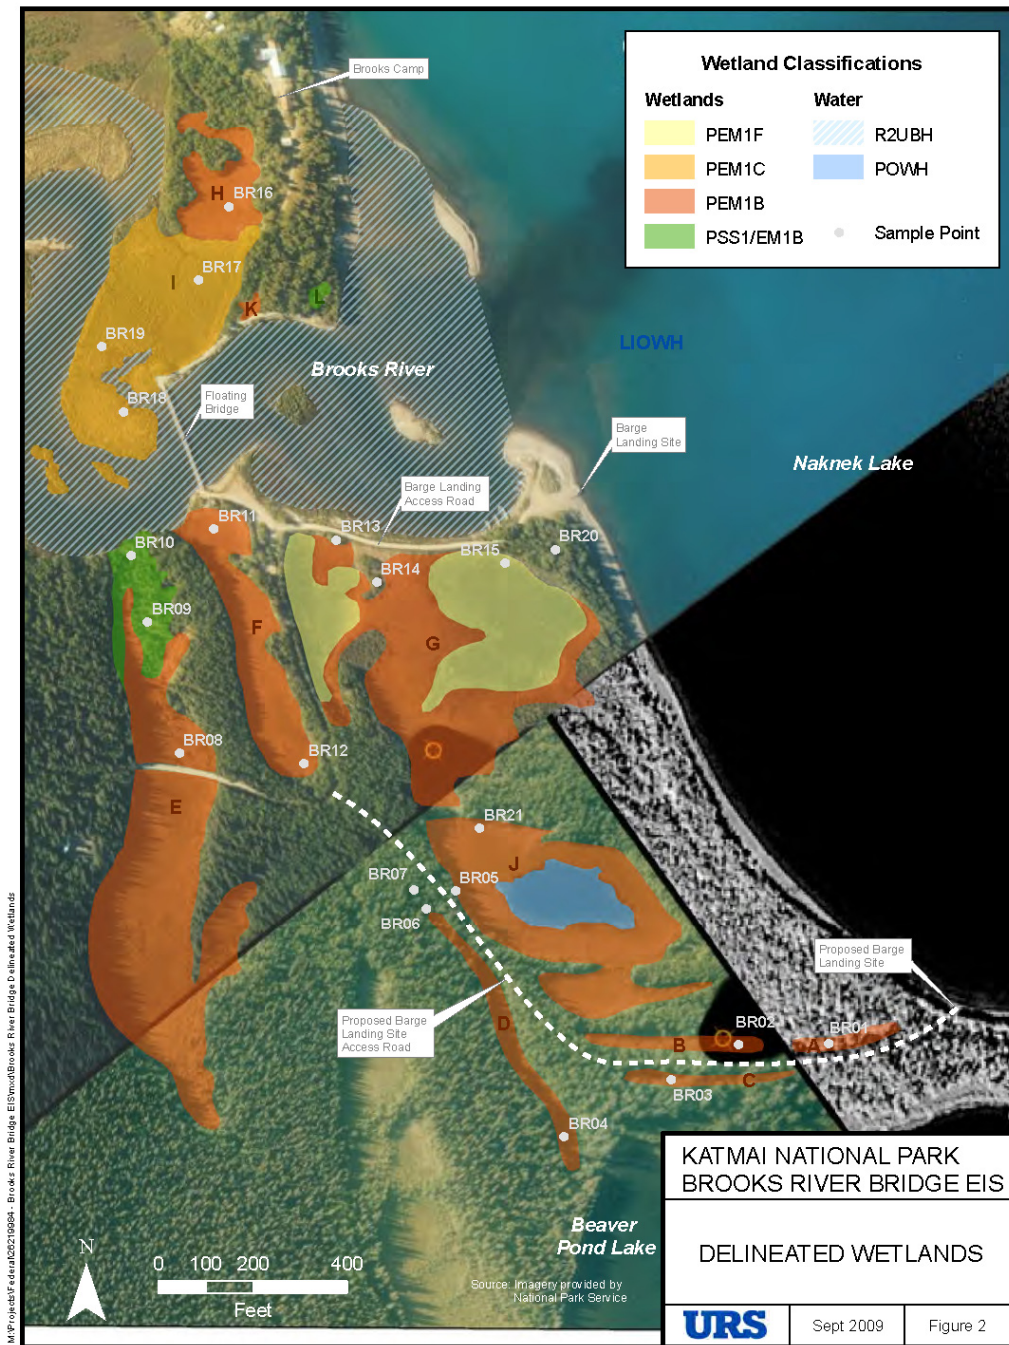 Brooks Camp
Wetland Classifications
Wetlands
Water
PEM1F
R2UBH
PEM1C
POWH
PEM1B
PSS1/EM1B
Sample Point
H
BR16
BR17
I
L
K
BR19
LIOWH
Brooks River
Floating
Bridge
BR18
Barge
Landing Site
Naknek Lake
Barge Landing
Access Road
BR11
BR13
BR20
BR10
BR15
BR14
BR09
F
G
BR08
BR12
E
BR21
J
BR07
BR05
BR06
Proposed Barge
Landing Site
Proposed Barge
Landing Site
Access Road
D
BR02
BR01
B
A
C
BR03
BR04
Beaver
Pond Lake
N
0 100 200 400
Feet
Source: Imagery provided by
National Park Service
KATMAI NATIONAL PARK
BROOKS RIVER BRIDGE EIS
DELINEATED WETLANDS
URS
Sept 2009
Figure 2